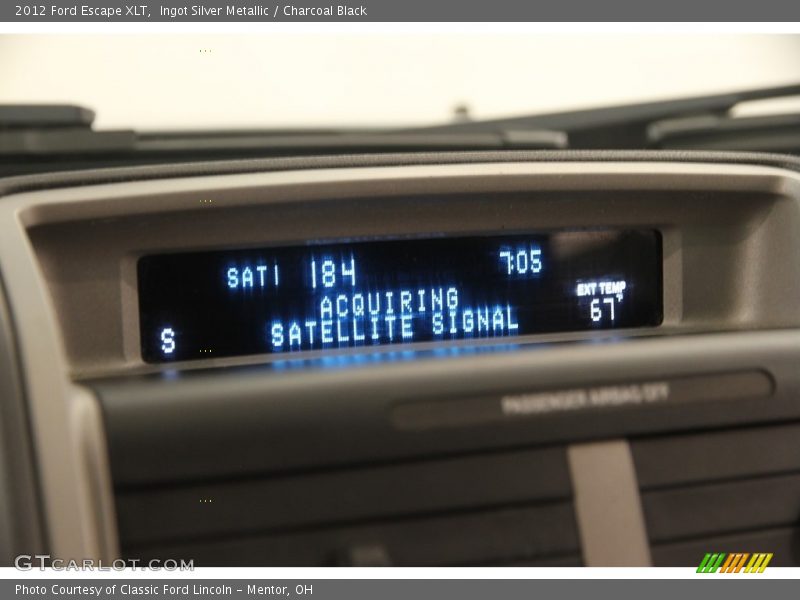 2012 Ford Escape XLT,  Ingot Silver Metallic / Charcoal Black
SAT1 184 7:05
ACQUIRING
EXT TEMP
S SATELLITE SIGNAL 67°
PASSENGER AIRBAG OFF
GTCARLOT.COM
Photo Courtesy of Classic Ford Lincoln - Mentor, OH